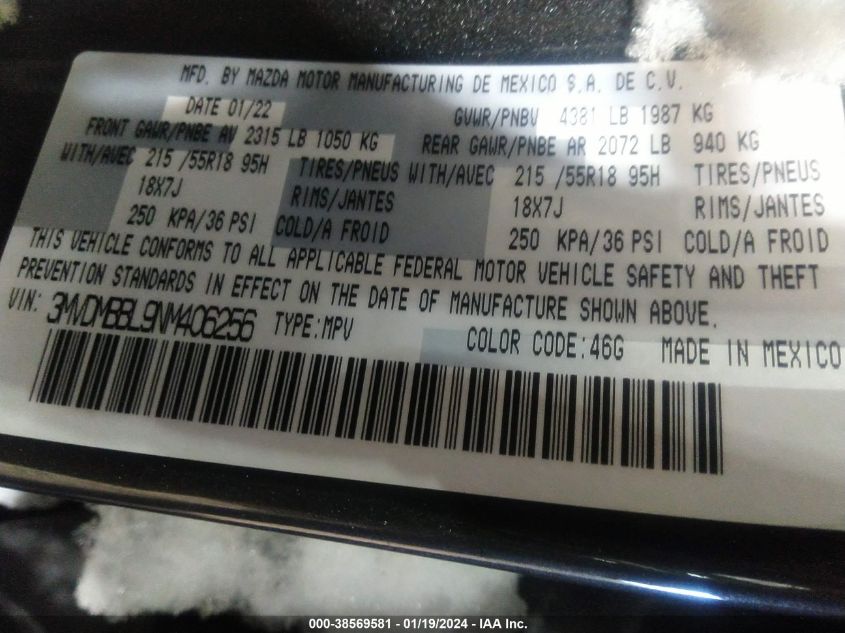 MFD. BY MAZDA MOTOR MANUFACTURING DE MEXICO S.A. DE C.V.
DATE 01/22 GVWR/PNBV 4381 LB 1987 KG
FRONT GAWR/PNBE AV 2315 LB 1050 KG REAR GAWR/PNBE AR 2072 LB 940 KG
WITH/AVEC 215 /55R18 95H TIRES/PNEUS WITH/AVEC 215 /55R18 95H TIRES/PNEUS
18X7J RIMS/JANTES 18X7J RIMS/JANTES
250 KPA/36 PSI COLD/A FROID 250 KPA/36 PSI COLD/A FROID
THIS VEHICLE CONFORMS TO ALL APPLICABLE FEDERAL MOTOR VEHICLE SAFETY AND THEFT
PREVENTION STANDARDS IN EFFECT ON THE DATE OF MANUFACTURE SHOWN ABOVE.
VIN: 3MVDMBBL9NM406256 TYPE:MPV COLOR CODE:46G MADE IN MEXICO
000-38569581 - 01/19/2024 - IAA Inc.